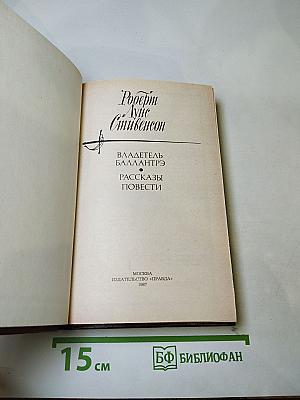 Роберт
Луис
Стивенсон
ВЛАДЕТЕЛЬ
БАЛЛАНТРЭ
•
РАССКАЗЫ
ПОВЕСТИ
МОСКВА
ИЗДАТЕЛЬСТВО «ПРАВДА»
1987
15 см
БФ БИБЛИОФАН